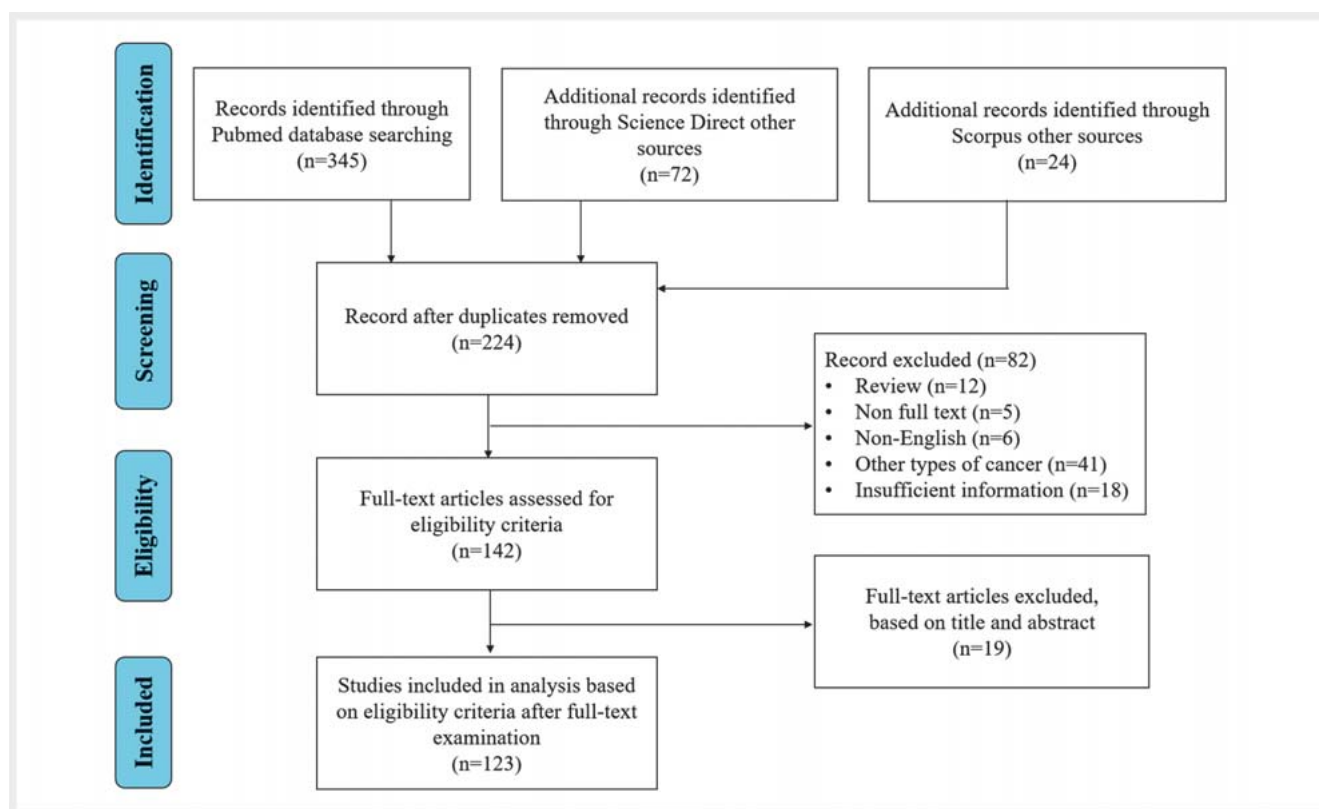 Identification
Records identified through
Pubmed database searching
(n=345)
Additional records identified
through Science Direct other
sources
(n=72)
Additional records identified through
Scorpus other sources
(n=24)
Screening
Record after duplicates removed
(n=224)
Record excluded (n=82)
• Review (n=12)
• Non full text (n=5)
• Non-English (n=6)
• Other types of cancer (n=41)
• Insufficient information (n=18)
Eligibility
Full-text articles assessed for
eligibility criteria
(n=142)
Full-text articles excluded,
based on title and abstract
(n=19)
Included
Studies included in analysis based
on eligibility criteria after full-text
examination
(n=123)